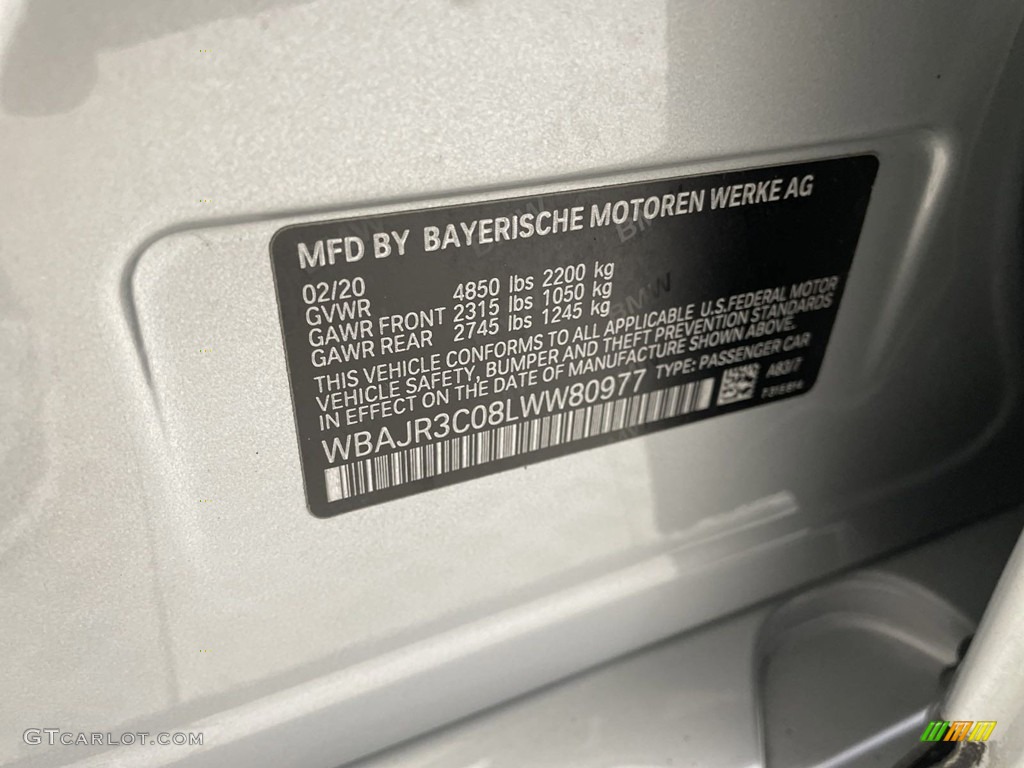 MFD BY BAYERISCHE MOTOREN WERKE AG
02/20
GVWR 4850 lbs 2200 kg
GAWR FRONT 2315 lbs 1050 kg
GAWR REAR 2745 lbs 1245 kg
THIS VEHICLE CONFORMS TO ALL APPLICABLE U.S.FEDERAL MOTOR
VEHICLE SAFETY, BUMPER AND THEFT PREVENTION STANDARDS
IN EFFECT ON THE DATE OF MANUFACTURE SHOWN ABOVE.
WBAJR3C08LWW80977 TYPE: PASSENGER CAR
A83/7
GTCARLOT.COM